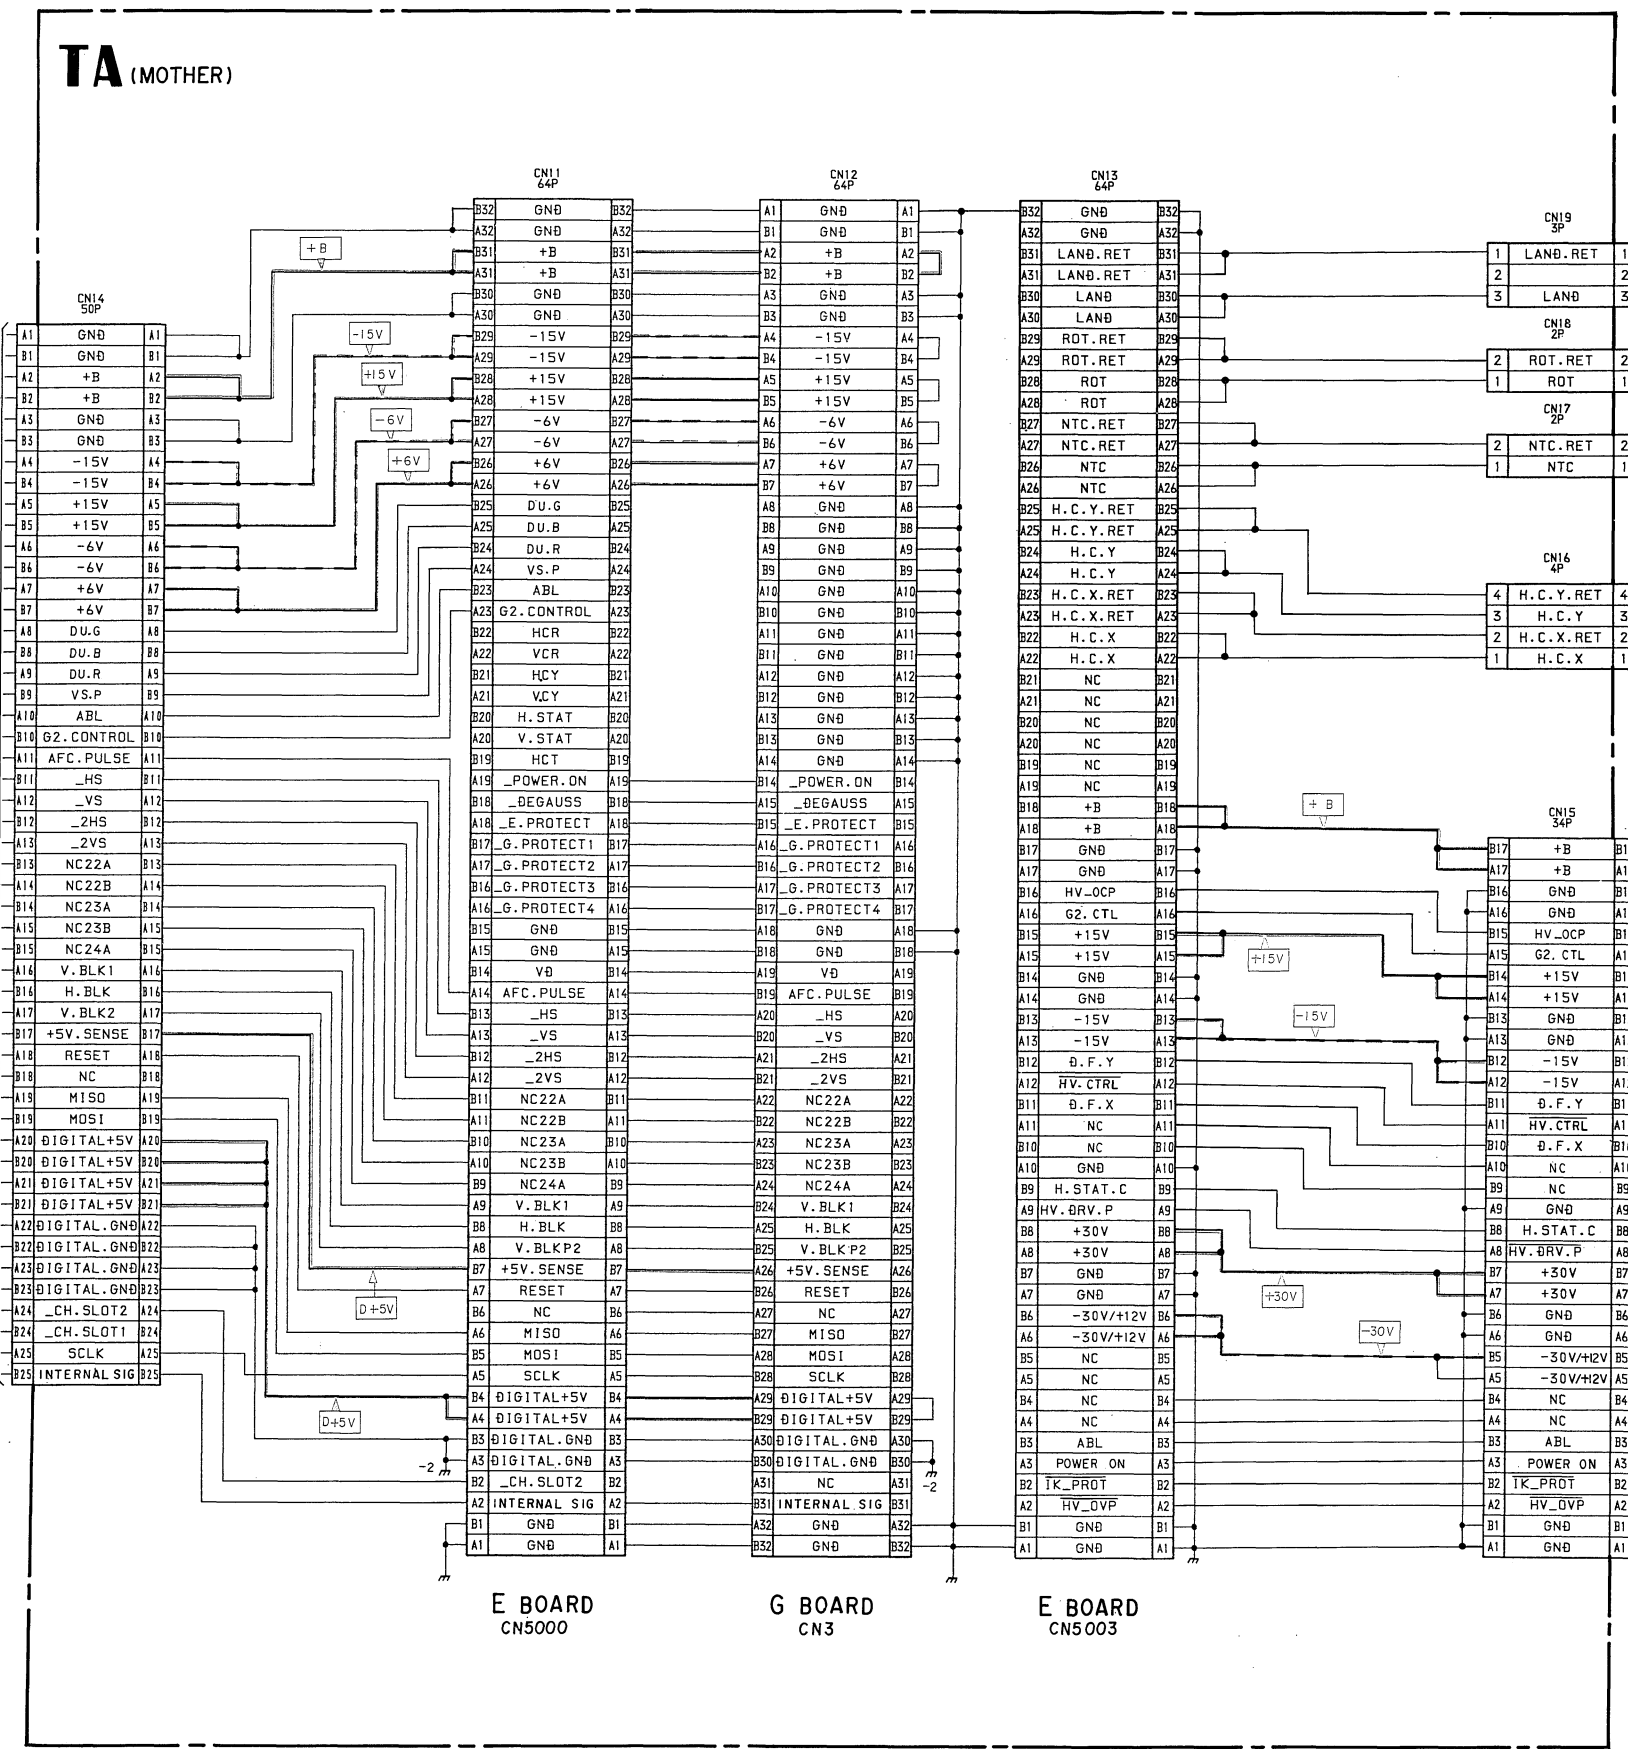 TA (MOTHER)
CN14
50P
A1 GND A1
B1 GND B1
A2 +B A2
B2 +B B2
A3 GND A3
B3 GND B3
A4 -15V A4
B4 -15V B4
A5 +15V A5
B5 +15V B5
A6 -6V A6
B6 -6V B6
A7 +6V A7
B7 +6V B7
A8 DU.G A8
B8 DU.B B8
A9 DU.R A9
B9 VS.P B9
A10 ABL A10
B10 G2.CONTROL B10
A11 AFC.PULSE A11
B11 _HS B11
A12 _VS A12
B12 _2HS B12
A13 _2VS A13
B13 NC22A B13
A14 NC22B A14
B14 NC23A B14
A15 NC23B A15
B15 NC24A B15
A16 V.BLK1 A16
B16 H.BLK B16
A17 V.BLK2 A17
B17 +5V.SENSE B17
A18 RESET A18
B18 NC B18
A19 MISO A19
B19 MOSI B19
A20 DIGITAL+5V A20
B20 DIGITAL+5V B20
A21 DIGITAL+5V A21
B21 DIGITAL+5V B21
A22 DIGITAL.GND A22
B22 DIGITAL.GND B22
A23 DIGITAL.GND A23
B23 DIGITAL.GND B23
A24 _CH.SLOT2 A24
B24 _CH.SLOT1 B24
A25 SCLK A25
B25 INTERNAL SIG B25
+B
-15V
+15V
-6V
+6V
D+5V
D+5V
-2
CN11
64P
B32 GND B32
A32 GND A32
B31 +B B31
A31 +B A31
B30 GND B30
A30 GND A30
B29 -15V B29
A29 -15V A29
B28 +15V B28
A28 +15V A28
B27 -6V B27
A27 -6V A27
B26 +6V B26
A26 +6V A26
B25 DU.G B25
A25 DU.B A25
B24 DU.R B24
A24 VS.P A24
B23 ABL B23
A23 G2.CONTROL A23
B22 HCR B22
A22 VCR A22
B21 HCY B21
A21 VCY A21
B20 H.STAT B20
A20 V.STAT A20
B19 HCT B19
A19 _POWER.ON A19
B18 _DEGAUSS B18
A18 _E.PROTECT A18
B17 _G.PROTECT1 B17
A17 _G.PROTECT2 A17
B16 _G.PROTECT3 B16
A16 _G.PROTECT4 A16
B15 GND B15
A15 GND A15
B14 VD B14
A14 AFC.PULSE A14
B13 _HS B13
A13 _VS A13
B12 _2HS B12
A12 _2VS A12
B11 NC22A B11
A11 NC22B A11
B10 NC23A B10
A10 NC23B A10
B9 NC24A B9
A9 V.BLK1 A9
B8 H.BLK B8
A8 V.BLKP2 A8
B7 +5V.SENSE B7
A7 RESET A7
B6 NC B6
A6 MISO A6
B5 MOSI B5
A5 SCLK A5
B4 DIGITAL+5V B4
A4 DIGITAL+5V A4
B3 DIGITAL.GND B3
A3 DIGITAL.GND A3
B2 _CH.SLOT2 B2
A2 INTERNAL SIG A2
B1 GND B1
A1 GND A1
E BOARD
CN5000
CN12
64P
A1 GND A1
B1 GND B1
A2 +B A2
B2 +B B2
A3 GND A3
B3 GND B3
A4 -15V A4
B4 -15V B4
A5 +15V A5
B5 +15V B5
A6 -6V A6
B6 -6V B6
A7 +6V A7
B7 +6V B7
A8 GND A8
B8 GND B8
A9 GND A9
B9 GND B9
A10 GND A10
B10 GND B10
A11 GND A11
B11 GND B11
A12 GND A12
B12 GND B12
A13 GND A13
B13 GND B13
A14 GND A14
B14 _POWER.ON B14
A15 _DEGAUSS A15
B15 _E.PROTECT B15
A16 _G.PROTECT1 A16
B16 _G.PROTECT2 B16
A17 _G.PROTECT3 A17
B17 _G.PROTECT4 B17
A18 GND A18
B18 GND B18
A19 VD A19
B19 AFC.PULSE B19
A20 _HS A20
B20 _VS B20
A21 _2HS A21
B21 _2VS B21
A22 NC22A A22
B22 NC22B B22
A23 NC23A A23
B23 NC23B B23
A24 NC24A A24
B24 V.BLK1 B24
A25 H.BLK A25
B25 V.BLKP2 B25
A26 +5V.SENSE A26
B26 RESET B26
A27 NC A27
B27 MISO B27
A28 MOSI A28
B28 SCLK B28
A29 DIGITAL+5V A29
B29 DIGITAL+5V B29
A30 DIGITAL.GND A30
B30 DIGITAL.GND B30
A31 NC A31
B31 INTERNAL SIG B31
A32 GND A32
B32 GND B32
-2
G BOARD
CN3
CN13
64P
B32 GND B32
A32 GND A32
B31 LAND.RET B31
A31 LAND.RET A31
B30 LAND B30
A30 LAND A30
B29 ROT.RET B29
A29 ROT.RET A29
B28 ROT B28
A28 ROT A28
B27 NTC.RET B27
A27 NTC.RET A27
B26 NTC B26
A26 NTC A26
B25 H.C.Y.RET B25
A25 H.C.Y.RET A25
B24 H.C.Y B24
A24 H.C.Y A24
B23 H.C.X.RET B23
A23 H.C.X.RET A23
B22 H.C.X B22
A22 H.C.X A22
B21 NC B21
A21 NC A21
B20 NC B20
A20 NC A20
B19 NC B19
A19 NC A19
B18 +B B18
A18 +B A18
B17 GND B17
A17 GND A17
B16 HV_OCP B16
A16 G2.CTL A16
B15 +15V B15
A15 +15V A15
B14 GND B14
A14 GND A14
B13 -15V B13
A13 -15V A13
B12 D.F.Y B12
A12 HV.CTRL A12
B11 D.F.X B11
A11 NC A11
B10 NC B10
A10 GND A10
B9 H.STAT.C B9
A9 HV.DRV.P A9
B8 +30V B8
A8 +30V A8
B7 GND B7
A7 GND A7
B6 -30V/+12V B6
A6 -30V/+12V A6
B5 NC B5
A5 NC A5
B4 NC B4
A4 NC A4
B3 ABL B3
A3 POWER ON A3
B2 IK_PROT B2
A2 HV_OVP A2
B1 GND B1
A1 GND A1
E BOARD
CN5003
+B
+15V
-15V
+30V
-30V
CN19
3P
1 LAND.RET 1
2 2
3 LAND 3
CN18
2P
2 ROT.RET 2
1 ROT 1
CN17
2P
2 NTC.RET 2
1 NTC 1
CN16
4P
4 H.C.Y.RET 4
3 H.C.Y 3
2 H.C.X.RET 2
1 H.C.X 1
CN15
34P
B17 +B
A17 +B
B16 GND
A16 GND
B15 HV_OCP
A15 G2.CTL
B14 +15V
A14 +15V
B13 GND
A13 GND
B12 -15V
A12 -15V
B11 D.F.Y
A11 HV.CTRL
B10 D.F.X
A10 NC
B9 NC B9
A9 GND A9
B8 H.STAT.C B8
A8 HV.DRV.P A8
B7 +30V B7
A7 +30V A7
B6 GND B6
A6 GND A6
B5 -30V/+12V B5
A5 -30V/+12V A5
B4 NC B4
A4 NC A4
B3 ABL B3
A3 POWER ON A3
B2 IK_PROT B2
A2 HV_OVP A2
B1 GND B1
A1 GND A1